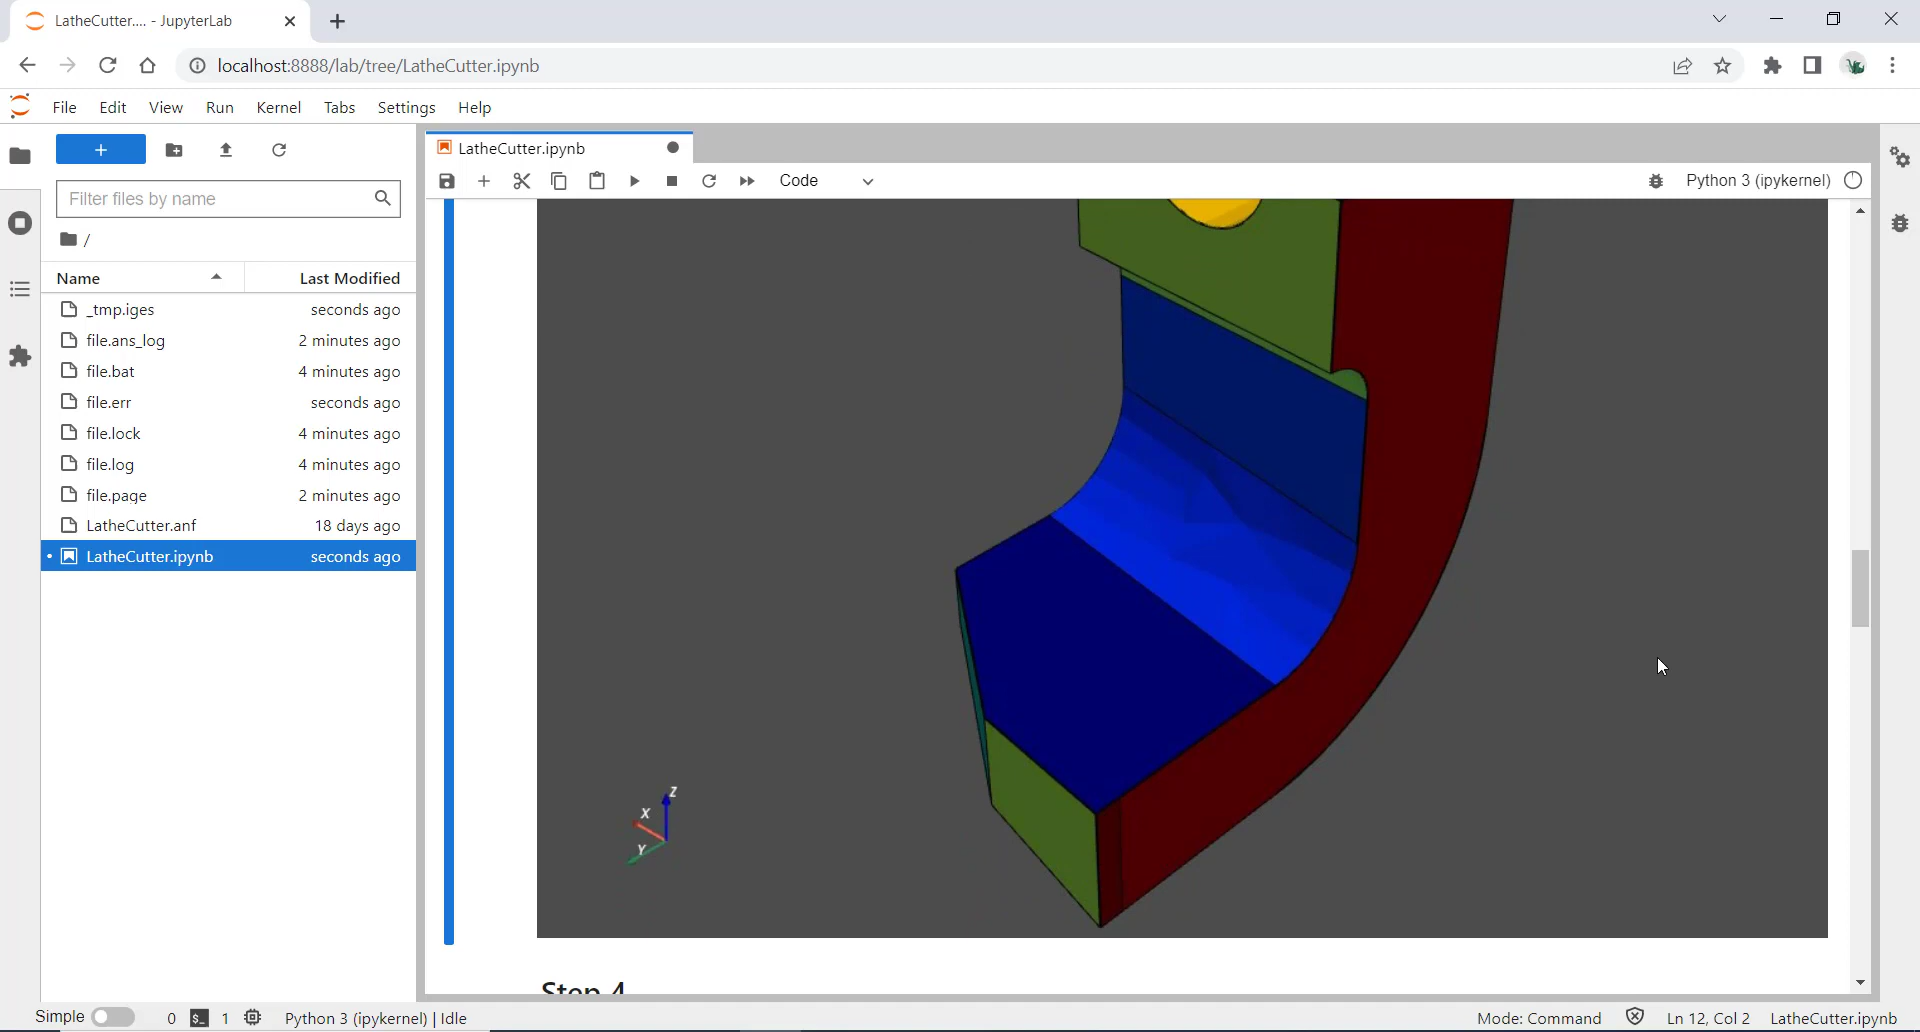 LatheCutter.... - JupyterLab
localhost:8888/lab/tree/LatheCutter.ipynb
File Edit View Run Kernel Tabs Settings Help
LatheCutter.ipynb
Code
Python 3 (ipykernel)
Filter files by name
/
Name Last Modified
_tmp.iges seconds ago
file.ans_log 2 minutes ago
file.bat 4 minutes ago
file.err seconds ago
file.lock 4 minutes ago
file.log 4 minutes ago
file.page 2 minutes ago
LatheCutter.anf 18 days ago
LatheCutter.ipynb seconds ago
Z
X
Y
Step 4
Simple 0 $_ 1 Python 3 (ipykernel) | Idle Mode: Command Ln 12, Col 2 LatheCutter.ipynb